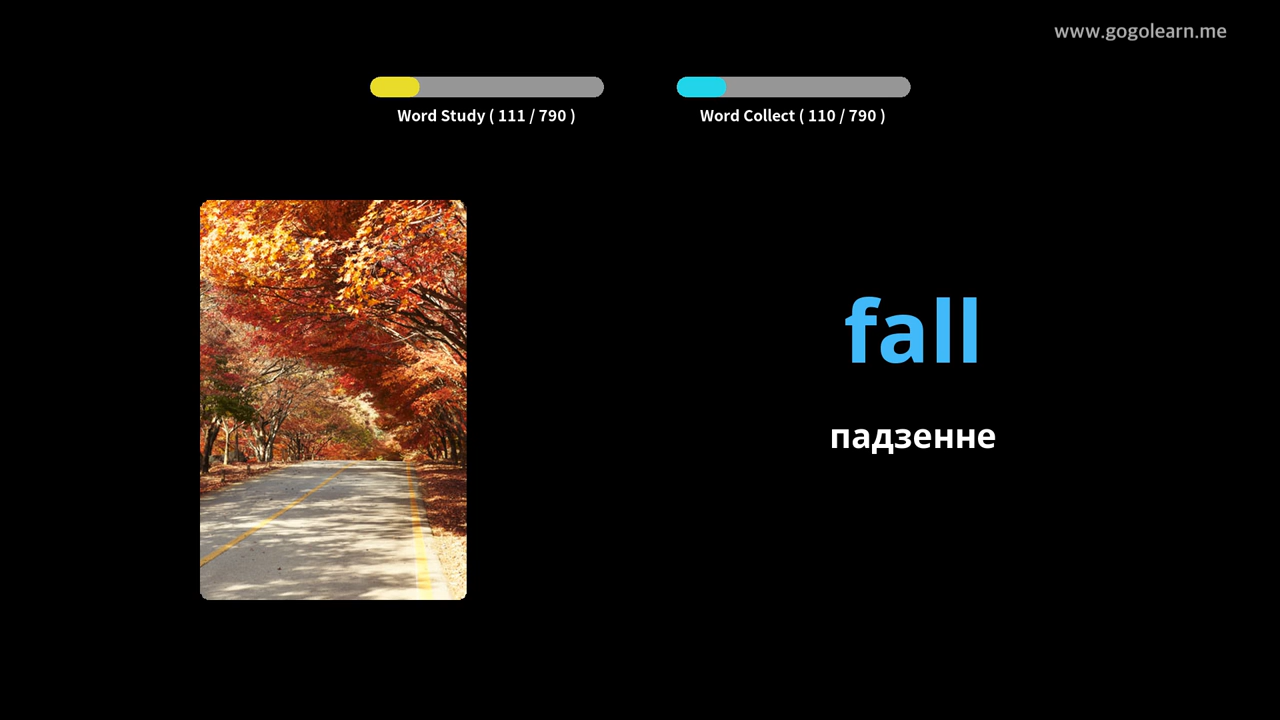 www.gogolearn.me
Word Study ( 111 / 790 )
Word Collect ( 110 / 790 )
fall
падзенне